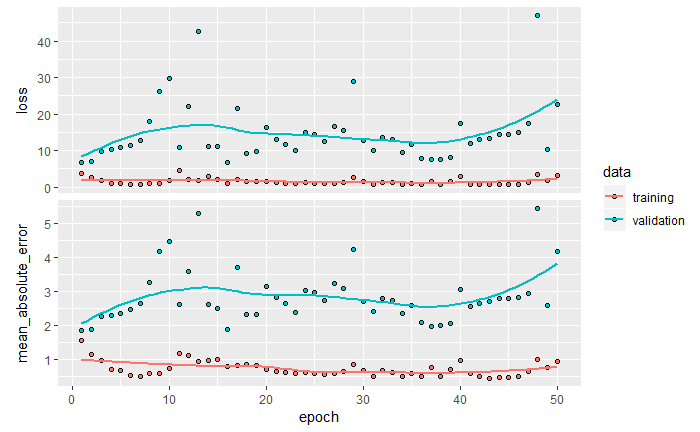 loss
40
30
20
10
0
mean_absolute_error
5
4
3
2
1
0 10 20 30 40 50
epoch
data
training
validation